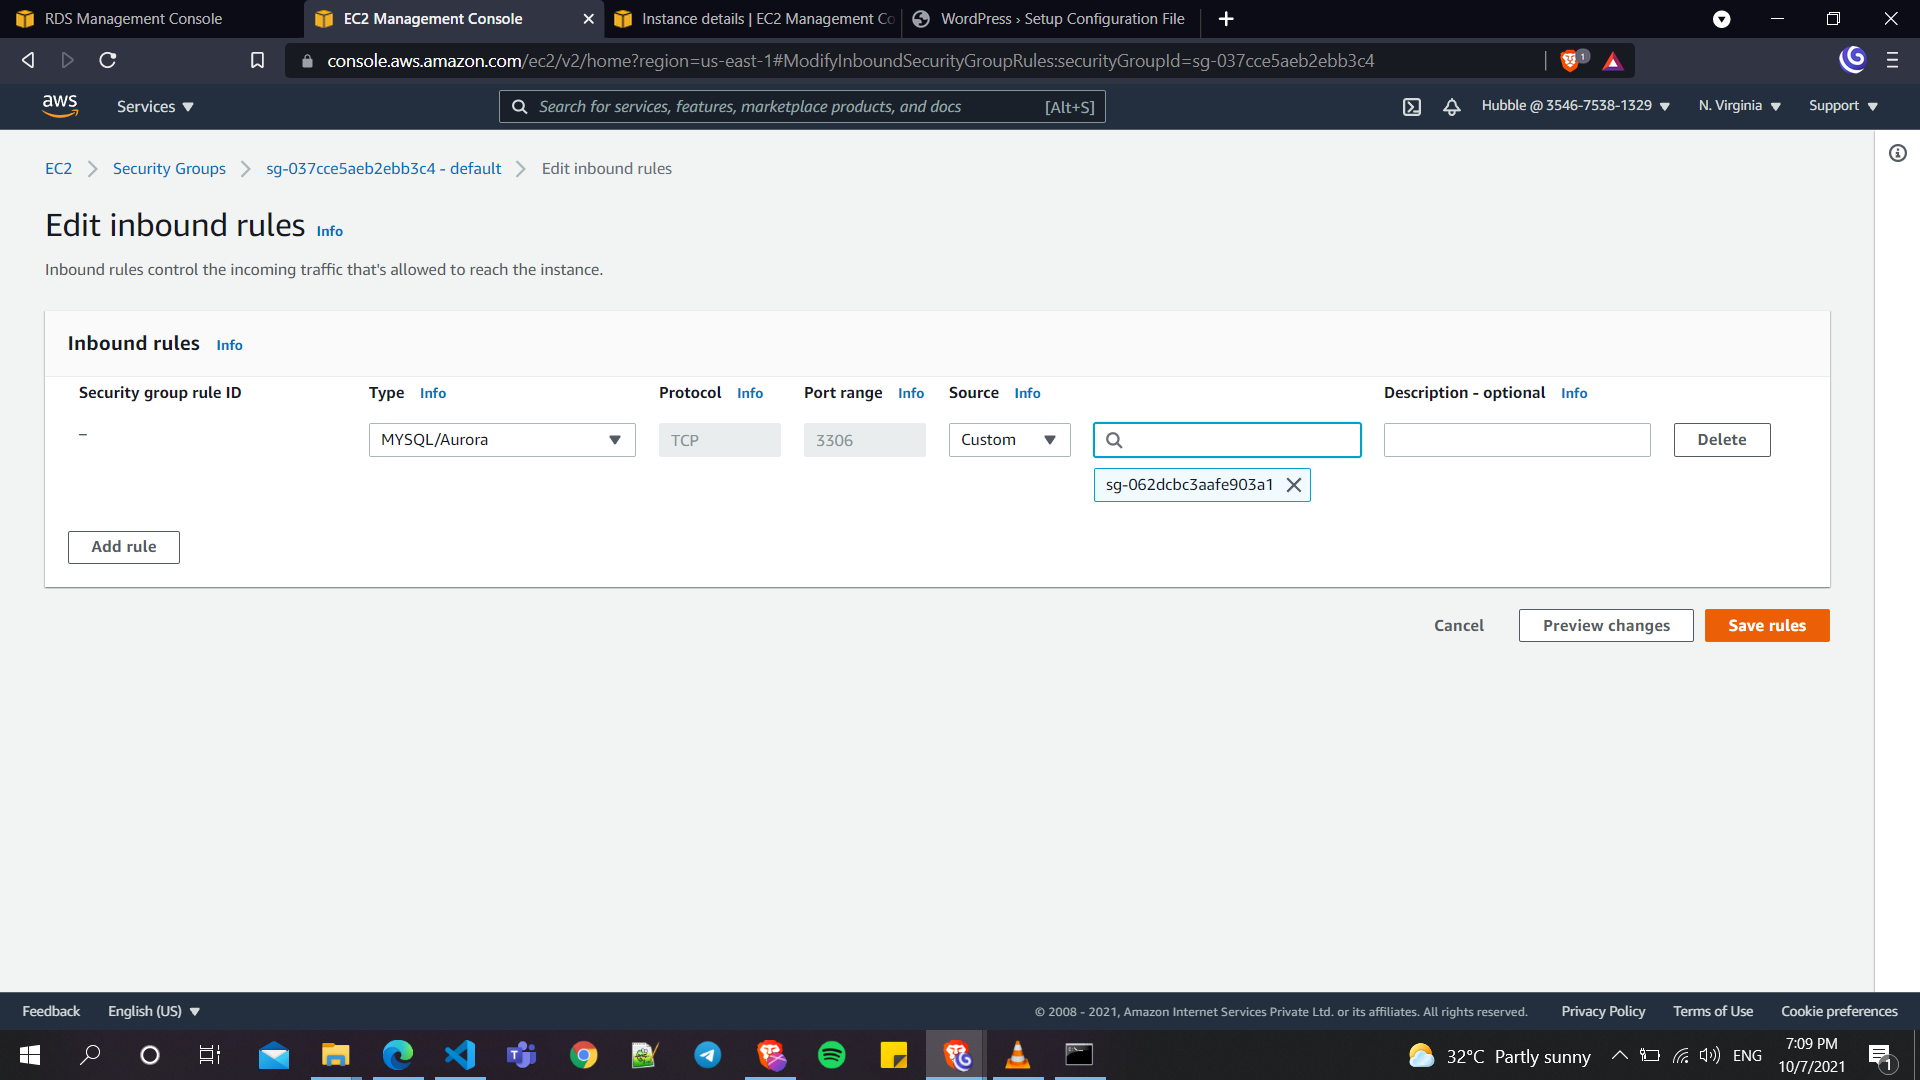 RDS Management Console
EC2 Management Console
Instance details | EC2 Management Co
WordPress › Setup Configuration File
console.aws.amazon.com/ec2/v2/home?region=us-east-1#ModifyInboundSecurityGroupRules:securityGroupId=sg-037cce5aeb2ebb3c4
1
aws
Services
Search for services, features, marketplace products, and docs
[Alt+S]
Hubble @ 3546-7538-1329
N. Virginia
Support
EC2
Security Groups
sg-037cce5aeb2ebb3c4 - default
Edit inbound rules
Edit inbound rules Info
Inbound rules control the incoming traffic that's allowed to reach the instance.
Inbound rules Info
Security group rule ID
Type Info
Protocol Info
Port range Info
Source Info
Description - optional Info
–
MYSQL/Aurora
TCP
3306
Custom
Delete
sg-062dcbc3aafe903a1
Add rule
Cancel
Preview changes
Save rules
Feedback
English (US)
© 2008 - 2021, Amazon Internet Services Private Ltd. or its affiliates. All rights reserved.
Privacy Policy
Terms of Use
Cookie preferences
32°C Partly sunny
ENG
7:09 PM
10/7/2021
1